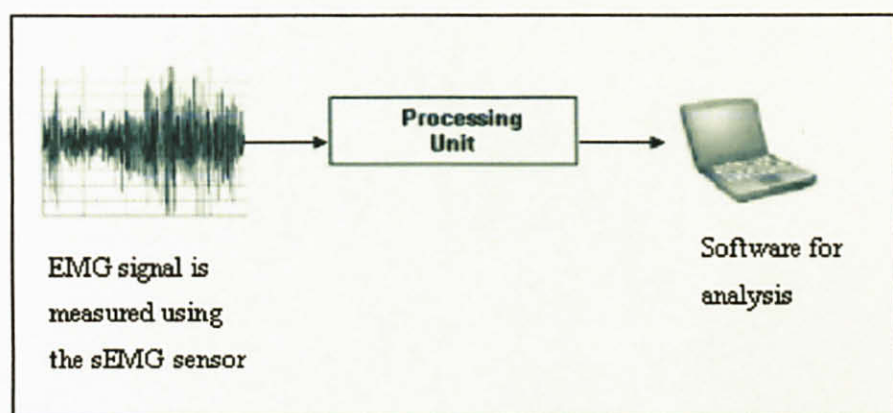 Processing
Unit
EMG signal is
measured using
the sEMG sensor
Software for
analysis